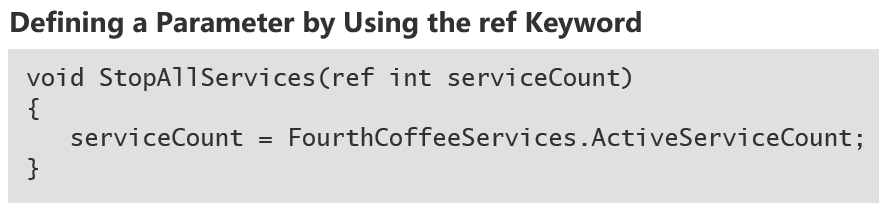 Defining a Parameter by Using the ref Keyword
void StopAllServices(ref int serviceCount)
{
   serviceCount = FourthCoffeeServices.ActiveServiceCount;
}